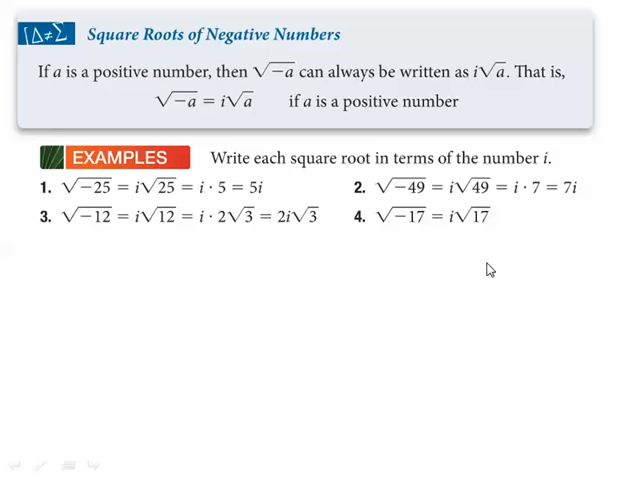 ∫Δ≠Σ Square Roots of Negative Numbers
If a is a positive number, then √−a can always be written as i√a. That is,
√−a = i√a if a is a positive number
EXAMPLES Write each square root in terms of the number i.
1. √−25 = i√25 = i · 5 = 5i 2. √−49 = i√49 = i · 7 = 7i
3. √−12 = i√12 = i · 2√3 = 2i√3 4. √−17 = i√17